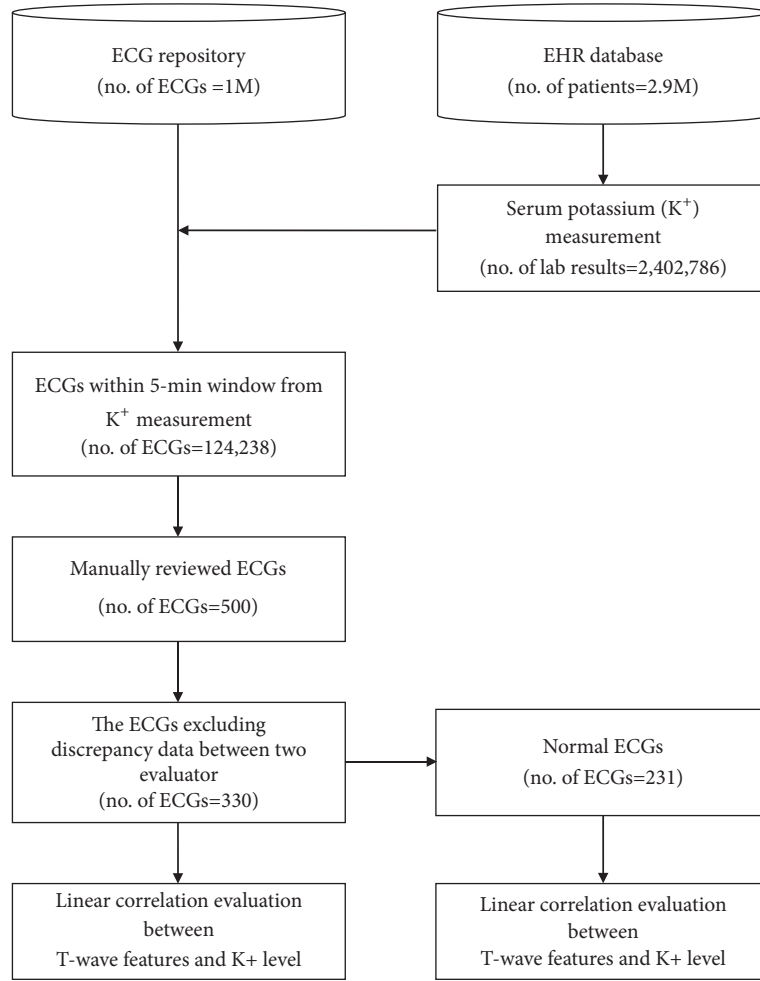 ECG repository
(no. of ECGs =1M)
EHR database
(no. of patients=2.9M)
Serum potassium (K⁺)
measurement
(no. of lab results=2,402,786)
ECGs within 5-min window from
K⁺ measurement
(no. of ECGs=124,238)
Manually reviewed ECGs
(no. of ECGs=500)
The ECGs excluding
discrepancy data between two
evaluator
(no. of ECGs=330)
Normal ECGs
(no. of ECGs=231)
Linear correlation evaluation
between
T-wave features and K+ level
Linear correlation evaluation
between
T-wave features and K+ level